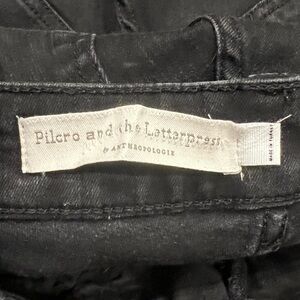 Pilcro and the Letterpress
by ANTHROPOLOGIE